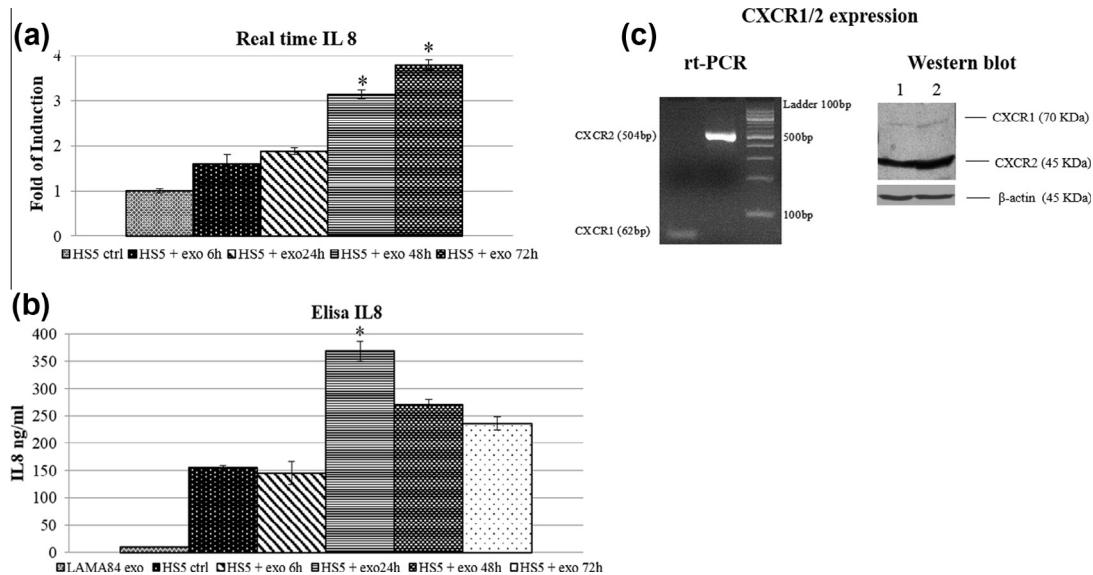 (a)
Real time IL 8
Fold of Induction
4
3
2
1
0
*
*
HS5 ctrl HS5 + exo 6h HS5 + exo24h HS5 + exo 48h HS5 + exo 72h
(b)
Elisa IL8
IL8 ng/ml
400
350
300
250
200
150
100
50
0
*
LAMA84 exo HS5 ctrl HS5 + exo 6h HS5 + exo24h HS5 + exo 48h HS5 + exo 72h
CXCR1/2 expression
(c)
rt-PCR
Ladder 100bp
CXCR2 (504bp)
500bp
100bp
CXCR1 (62bp)
Western blot
1 2
CXCR1 (70 KDa)
CXCR2 (45 KDa)
β-actin (45 KDa)